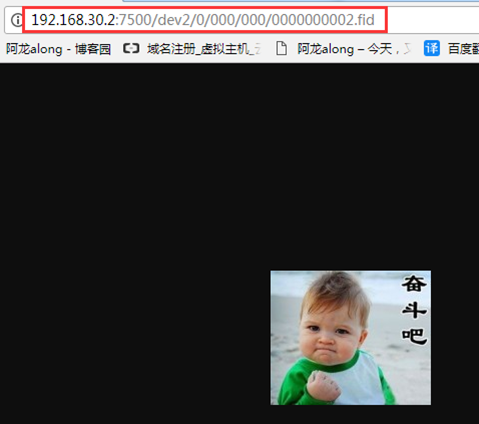 192.168.30.2:7500/dev2/0/000/000/0000000002.fid
阿龙along - 博客园 域名注册_虚拟主机_ 阿龙along – 今天，又 百度翻
奋斗吧